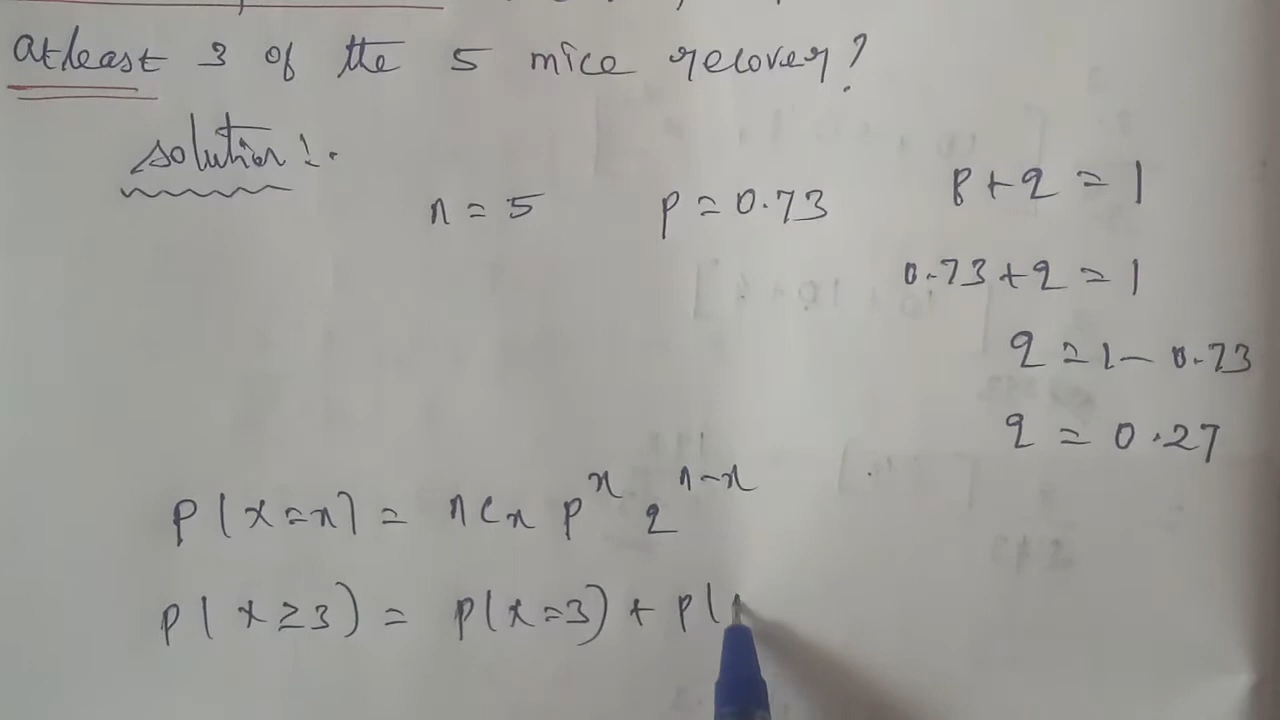 atleast 3 of the 5 mice recover?
solution:.
n = 5 p = 0.73 p + q = 1
0.73 + q = 1
q = 1 - 0.73
q = 0.27
P(x=x) = nCx p^x q^n-x
P(x≥3) = P(x=3) + P(